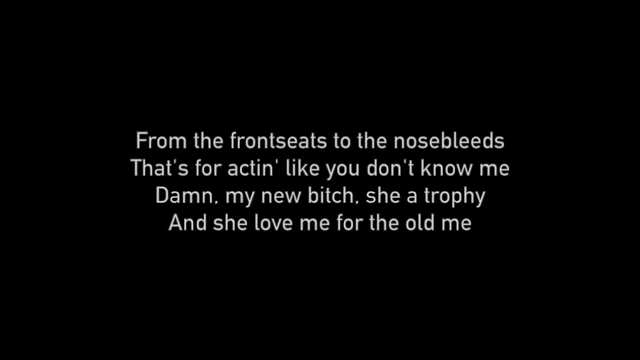 From the frontseats to the nosebleeds
That's for actin' like you don't know me
Damn, my new bitch, she a trophy
And she love me for the old me